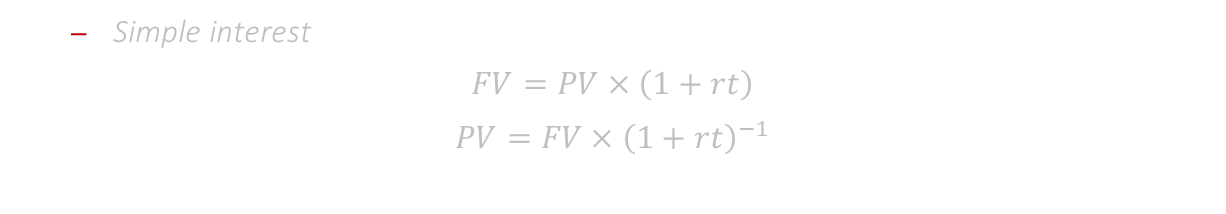 – Simple interest
FV = PV × (1 + rt)
PV = FV × (1 + rt)⁻¹